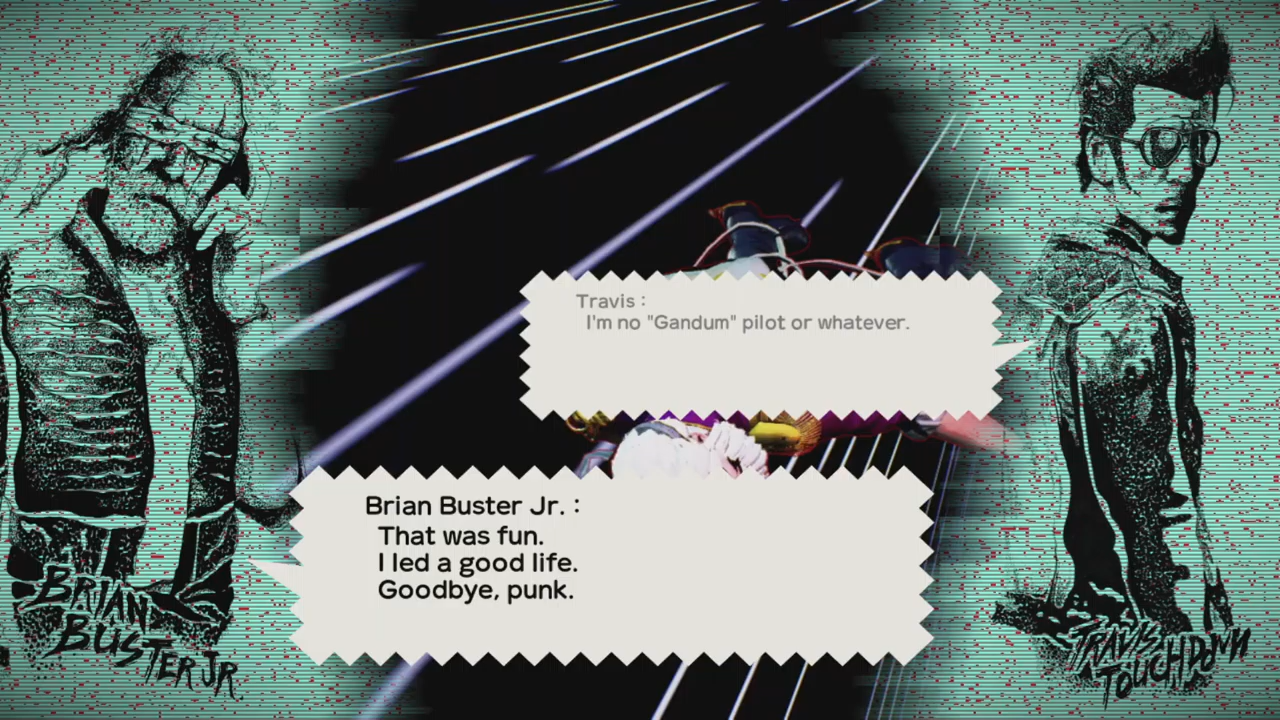 Travis :
I'm no "Gandum" pilot or whatever.
Brian Buster Jr. :
That was fun.
I led a good life.
Goodbye, punk.
BRIAN
BUSTER JR
TRAVIS
TOUCHDOWN